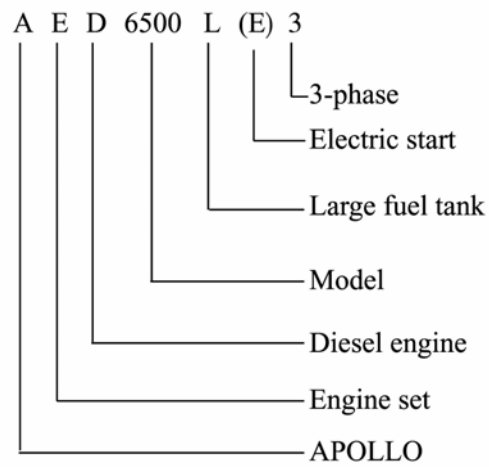 A E D 6500 L (E) 3
3-phase
Electric start
Large fuel tank
Model
Diesel engine
Engine set
APOLLO